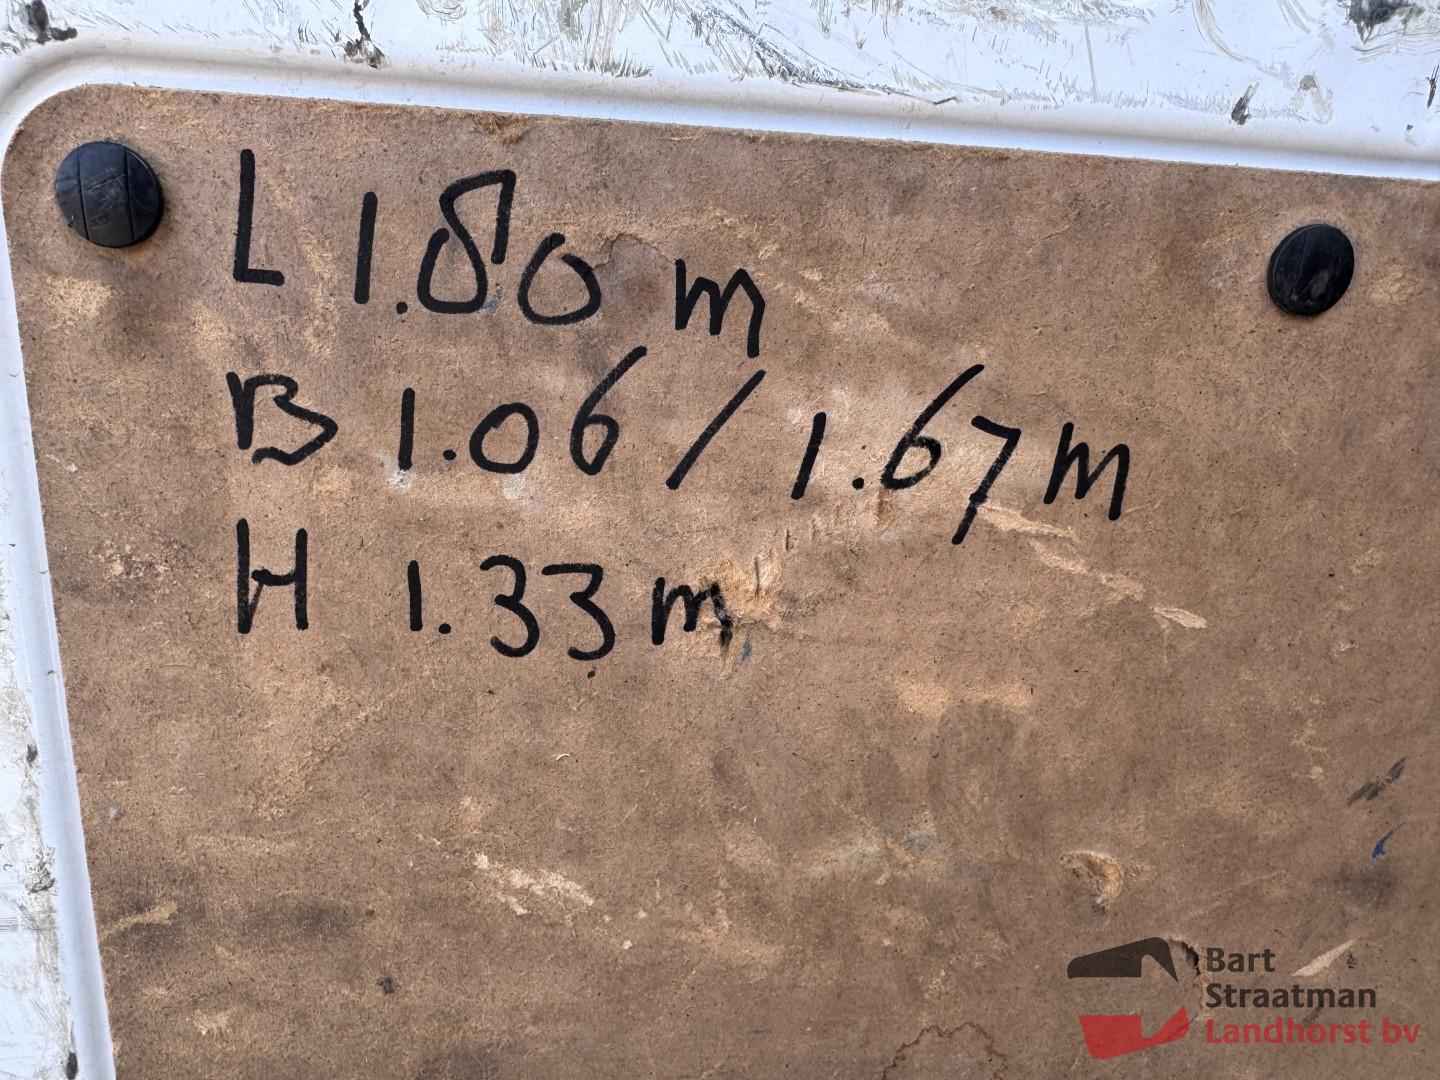 L 1.80 m
B 1.06 / 1.67 m
H 1.33 m
Bart
Straatman
Landhorst bv